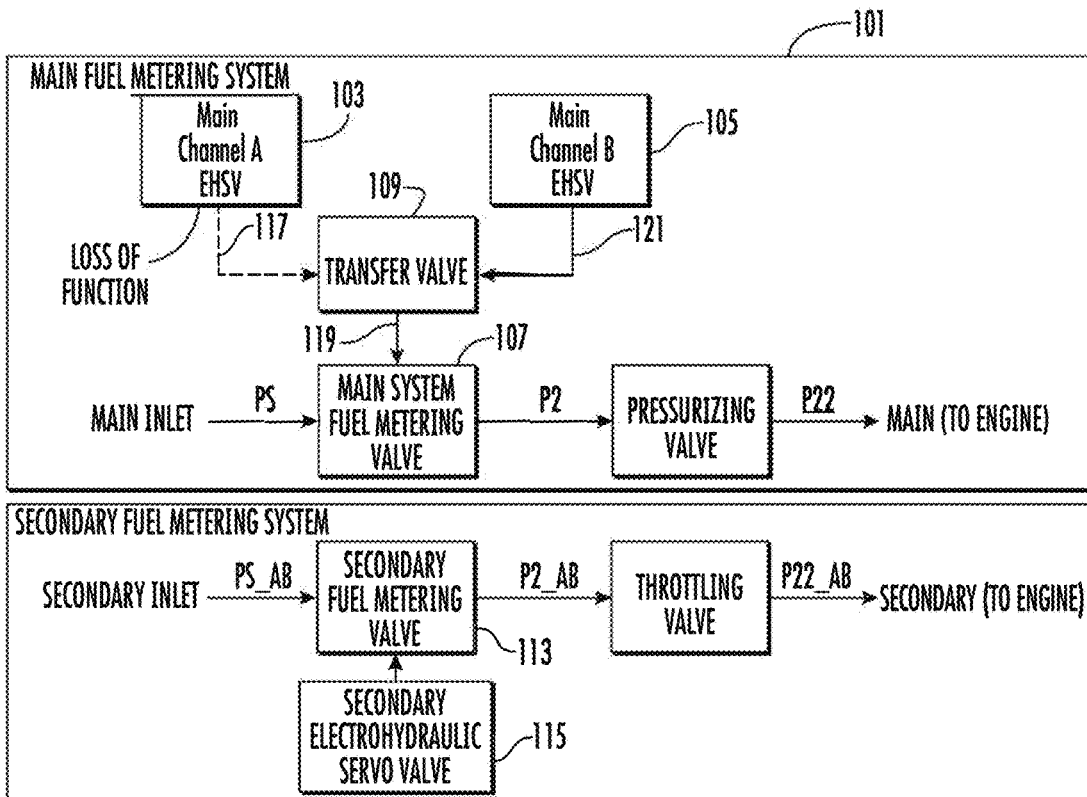 101
MAIN FUEL METERING SYSTEM
Main
Channel A
EHSV
103
Main
Channel B
EHSV
105
109
117
121
LOSS OF
FUNCTION
TRANSFER VALVE
119
107
MAIN INLET
PS
MAIN SYSTEM
FUEL METERING
VALVE
P2
PRESSURIZING
VALVE
P22
MAIN (TO ENGINE)
SECONDARY FUEL METERING SYSTEM
SECONDARY INLET
PS_AB
SECONDARY
FUEL METERING
VALVE
P2_AB
THROTTLING
VALVE
P22_AB
SECONDARY (TO ENGINE)
113
SECONDARY
ELECTROHYDRAULIC
SERVO VALVE
115